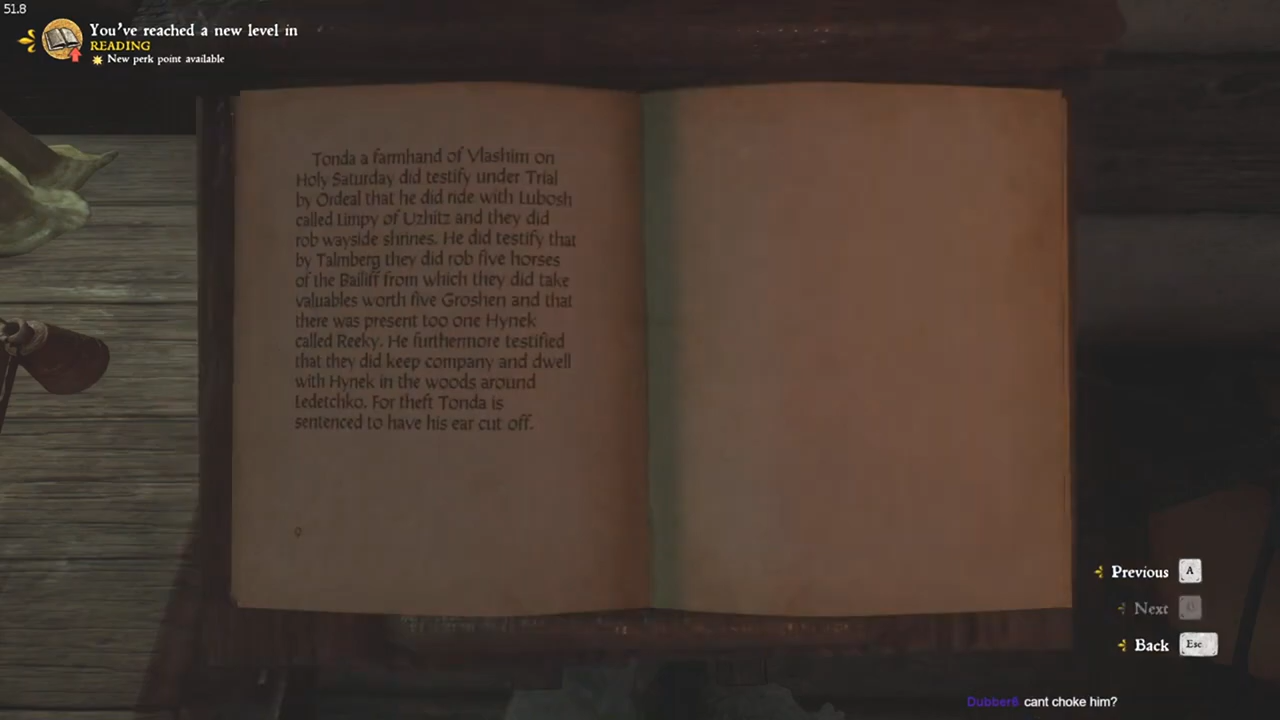 51.8
You've reached a new level in
READING
New perk point available
Tonda a farmhand of Vlashim on
Holy Saturday did testify under Trial
by Ordeal that he did ride with Lubosh
called Limpy of Uzhitz and they did
rob wayside shrines. He did testify that
by Talmberg they did rob five horses
of the Bailiff from which they did take
valuables worth five Groshen and that
there was present too one Hynek
called Reeky. He furthermore testified
that they did keep company and dwell
with Hynek in the woods around
Ledetchko. For theft Tonda is
sentenced to have his ear cut off.
9
Previous A
Next
Back Esc
Dubber8 cant choke him?